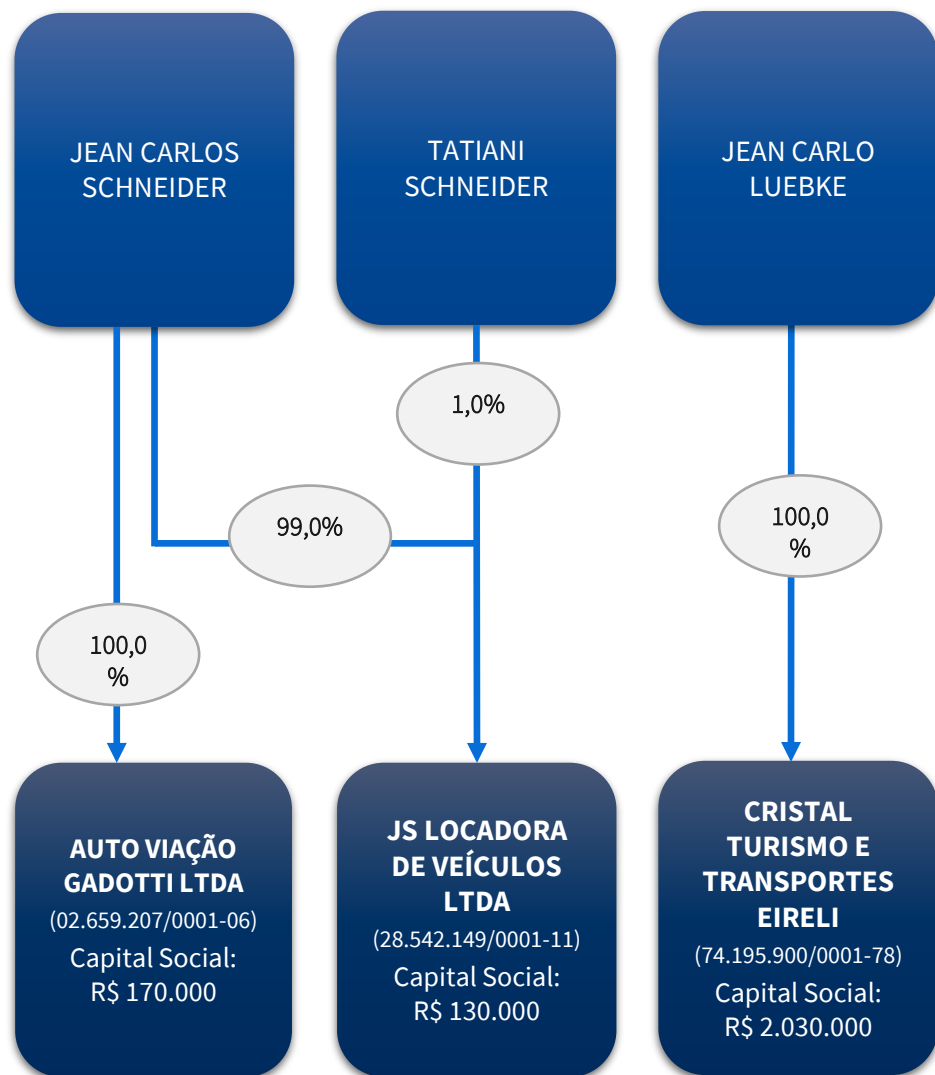 JEAN CARLOS
SCHNEIDER
TATIANI
SCHNEIDER
JEAN CARLO
LUEBKE
1,0%
99,0%
100,0
%
100,0
%
AUTO VIAÇÃO
GADOTTI LTDA
(02.659.207/0001-06)
Capital Social:
R$ 170.000
JS LOCADORA
DE VEÍCULOS
LTDA
(28.542.149/0001-11)
Capital Social:
R$ 130.000
CRISTAL
TURISMO E
TRANSPORTES
EIRELI
(74.195.900/0001-78)
Capital Social:
R$ 2.030.000